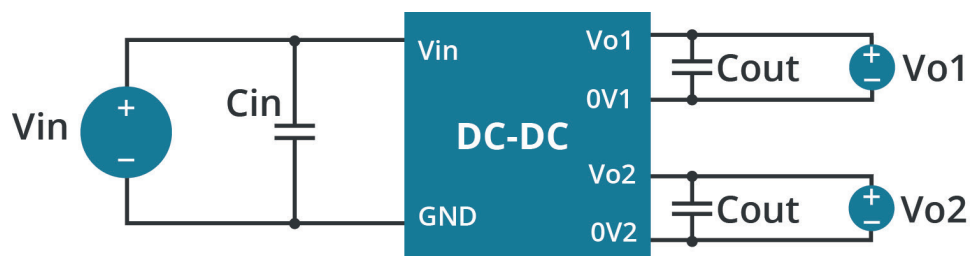 Vin
+
−
Cin
Vin
GND
DC-DC
Vo1
0V1
Vo2
0V2
Cout
+
−
Vo1
Cout
+
−
Vo2